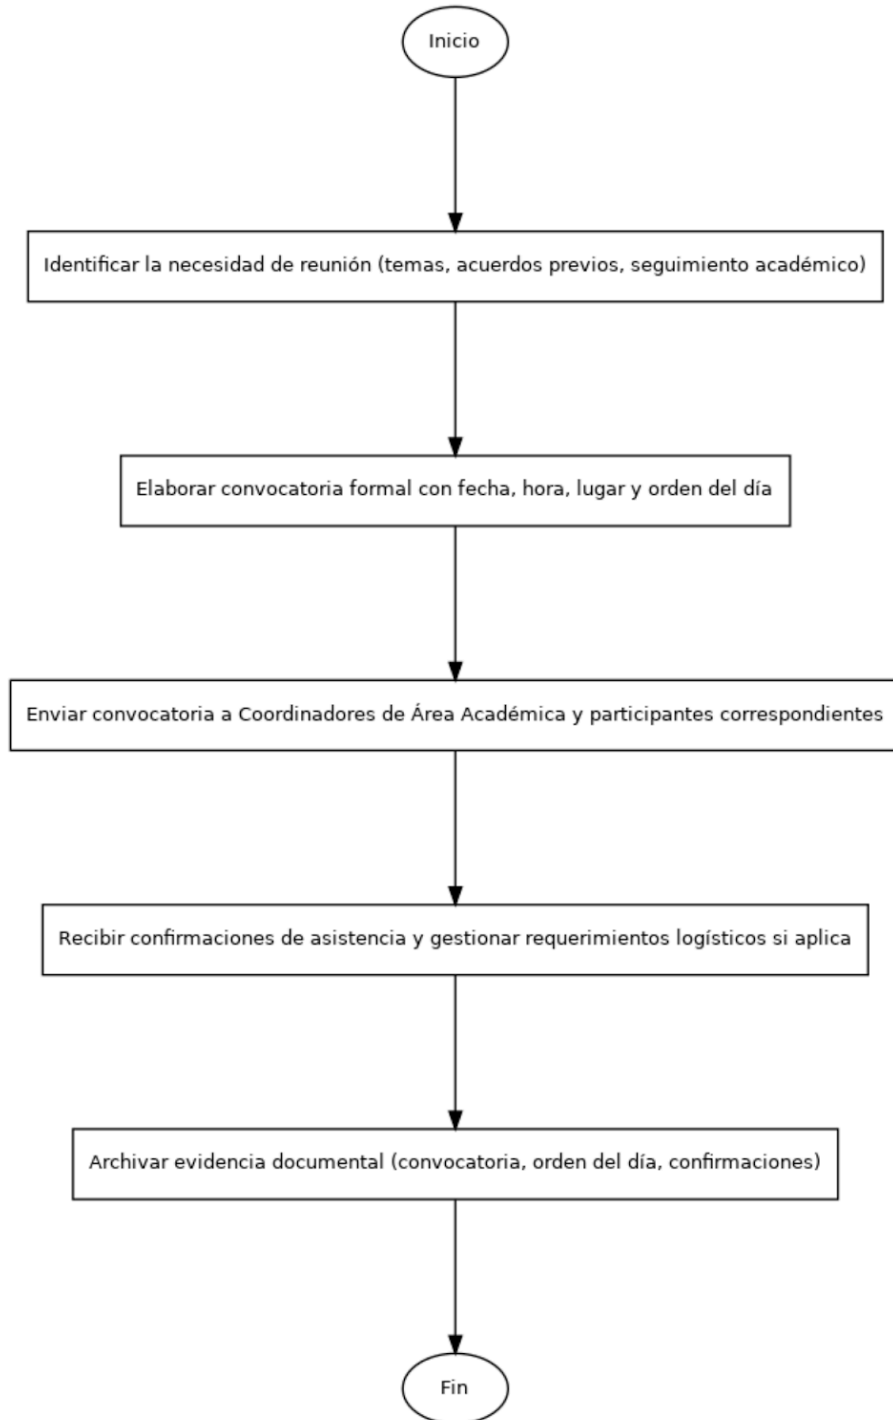 Inicio
Identificar la necesidad de reunión (temas, acuerdos previos, seguimiento académico)
Elaborar convocatoria formal con fecha, hora, lugar y orden del día
Enviar convocatoria a Coordinadores de Área Académica y participantes correspondientes
Recibir confirmaciones de asistencia y gestionar requerimientos logísticos si aplica
Archivar evidencia documental (convocatoria, orden del día, confirmaciones)
Fin